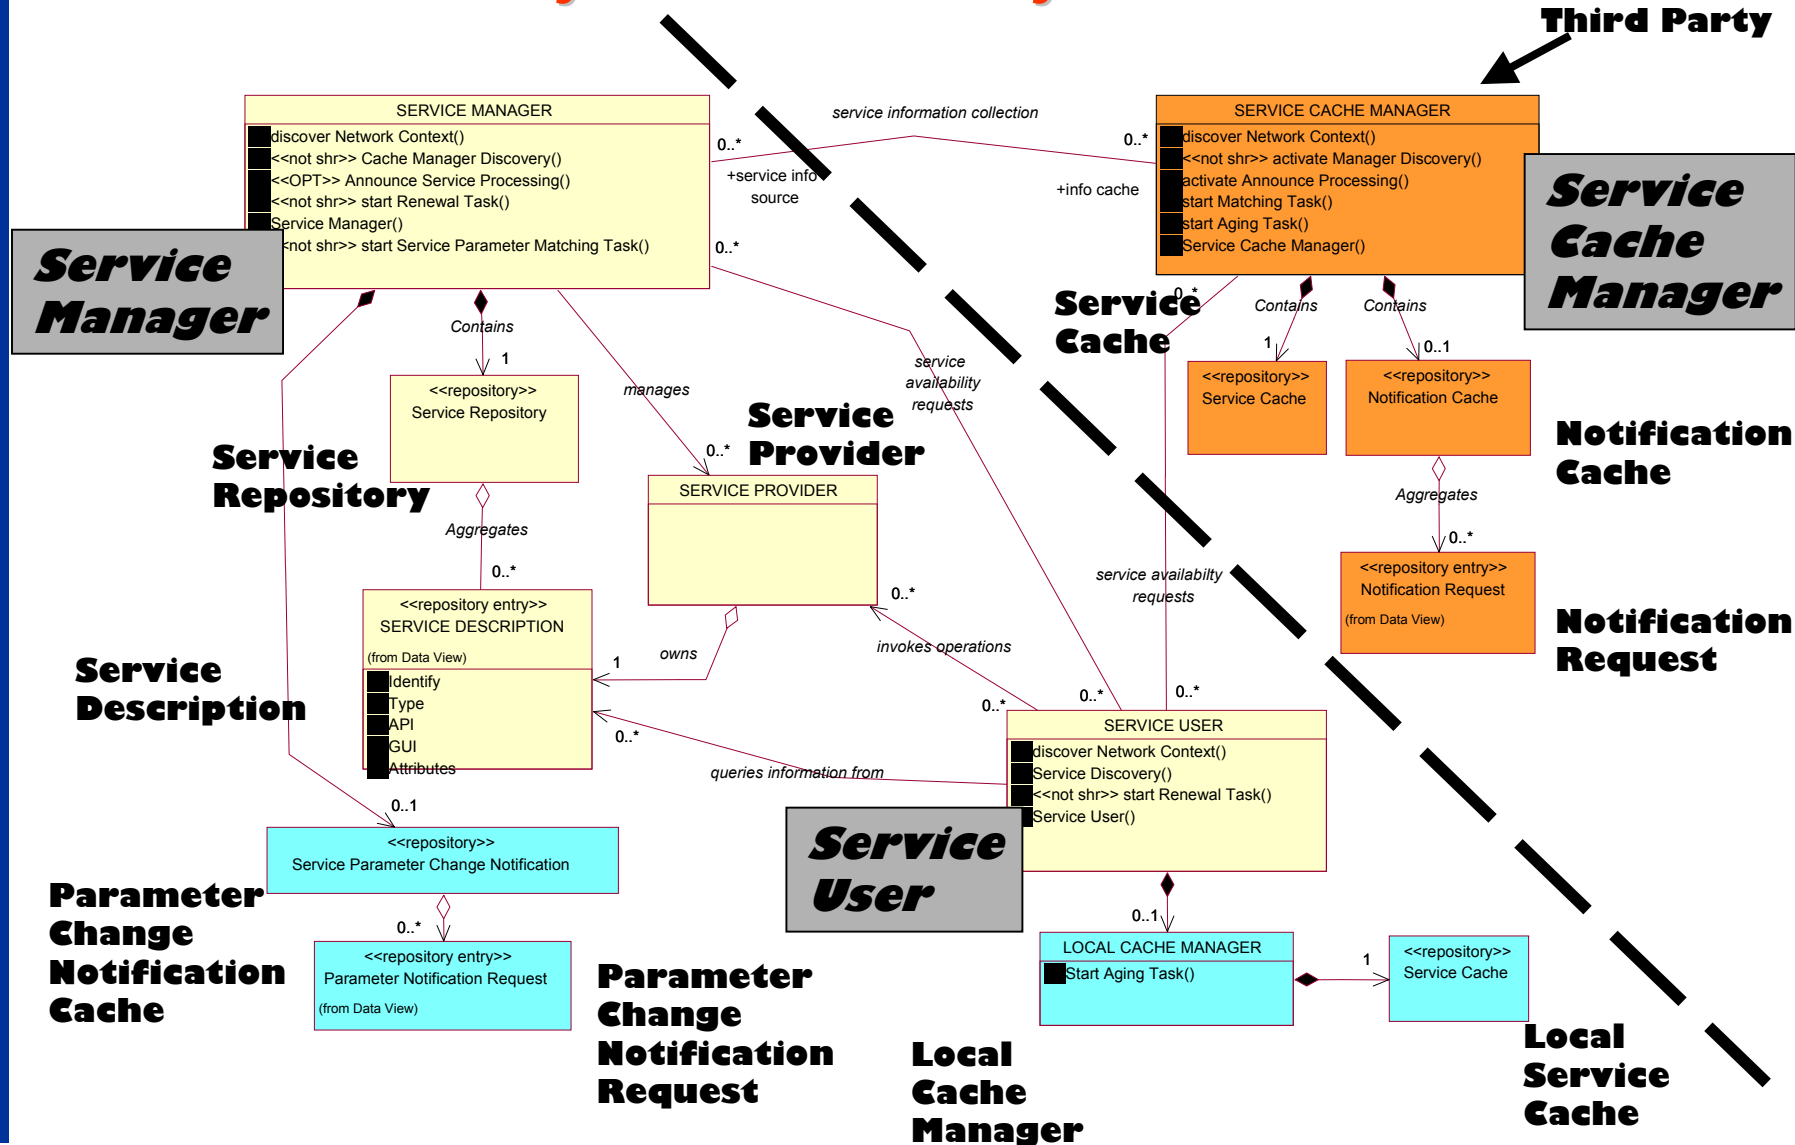 Third Party
SERVICE MANAGER
discover Network Context()
<<not shr>> Cache Manager Discovery()
<<OPT>> Announce Service Processing()
<<not shr>> start Renewal Task()
Service Manager()
<not shr>> start Service Parameter Matching Task()
Service
Manager
service information collection
0..*
+service info
source
0..*
+info cache
0..*
SERVICE CACHE MANAGER
discover Network Context()
<<not shr>> activate Manager Discovery()
activate Announce Processing()
start Matching Task()
start Aging Task()
Service Cache Manager()
Service
Cache
Manager
0..*
Contains
Contains
1
0..1
Service
Cache
<<repository>>
Service Cache
<<repository>>
Notification Cache
Notification
Cache
Aggregates
0..*
<<repository entry>>
Notification Request
(from Data View)
Notification
Request
Contains
1
<<repository>>
Service Repository
Service
Repository
manages
0..*
Service
Provider
SERVICE PROVIDER
service
availability
requests
Aggregates
0..*
<<repository entry>>
SERVICE DESCRIPTION
(from Data View)
Identify
Type
API
GUI
Attributes
Service
Description
owns
1
0..*
invokes operations
0..*
service availabilty
requests
0..*
0..*
0..*
queries information from
SERVICE USER
discover Network Context()
Service Discovery()
<<not shr>> start Renewal Task()
Service User()
Service
User
0..1
<<repository>>
Service Parameter Change Notification
0..*
<<repository entry>>
Parameter Notification Request
(from Data View)
Parameter
Change
Notification
Cache
Parameter
Change
Notification
Request
0..1
LOCAL CACHE MANAGER
Start Aging Task()
1
<<repository>>
Service Cache
Local
Cache
Manager
Local
Service
Cache